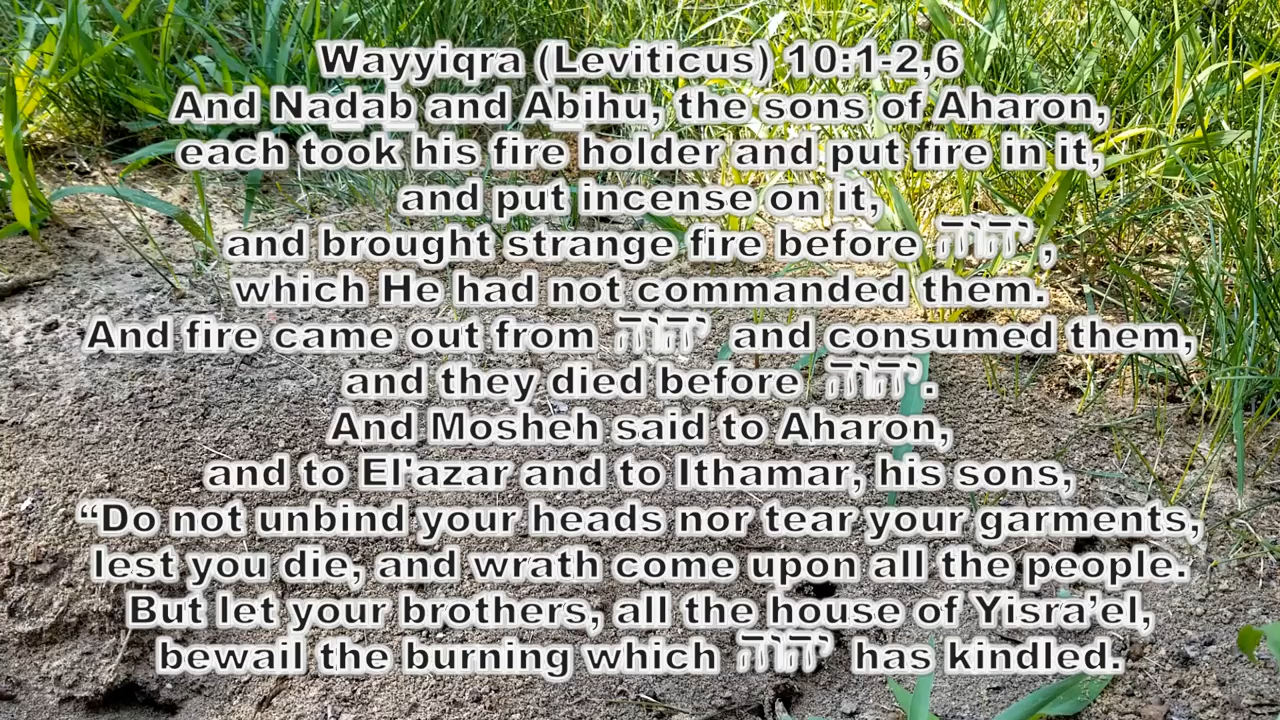 Wayyiqra (Leviticus) 10:1-2,6
And Nadab and Abihu, the sons of Aharon,
each took his fire holder and put fire in it,
and put incense on it,
and brought strange fire before יהוה,
which He had not commanded them.
And fire came out from יהוה and consumed them,
and they died before יהוה.
And Mosheh said to Aharon,
and to El'azar and to Ithamar, his sons,
“Do not unbind your heads nor tear your garments,
lest you die, and wrath come upon all the people.
But let your brothers, all the house of Yisra’el,
bewail the burning which יהוה has kindled.